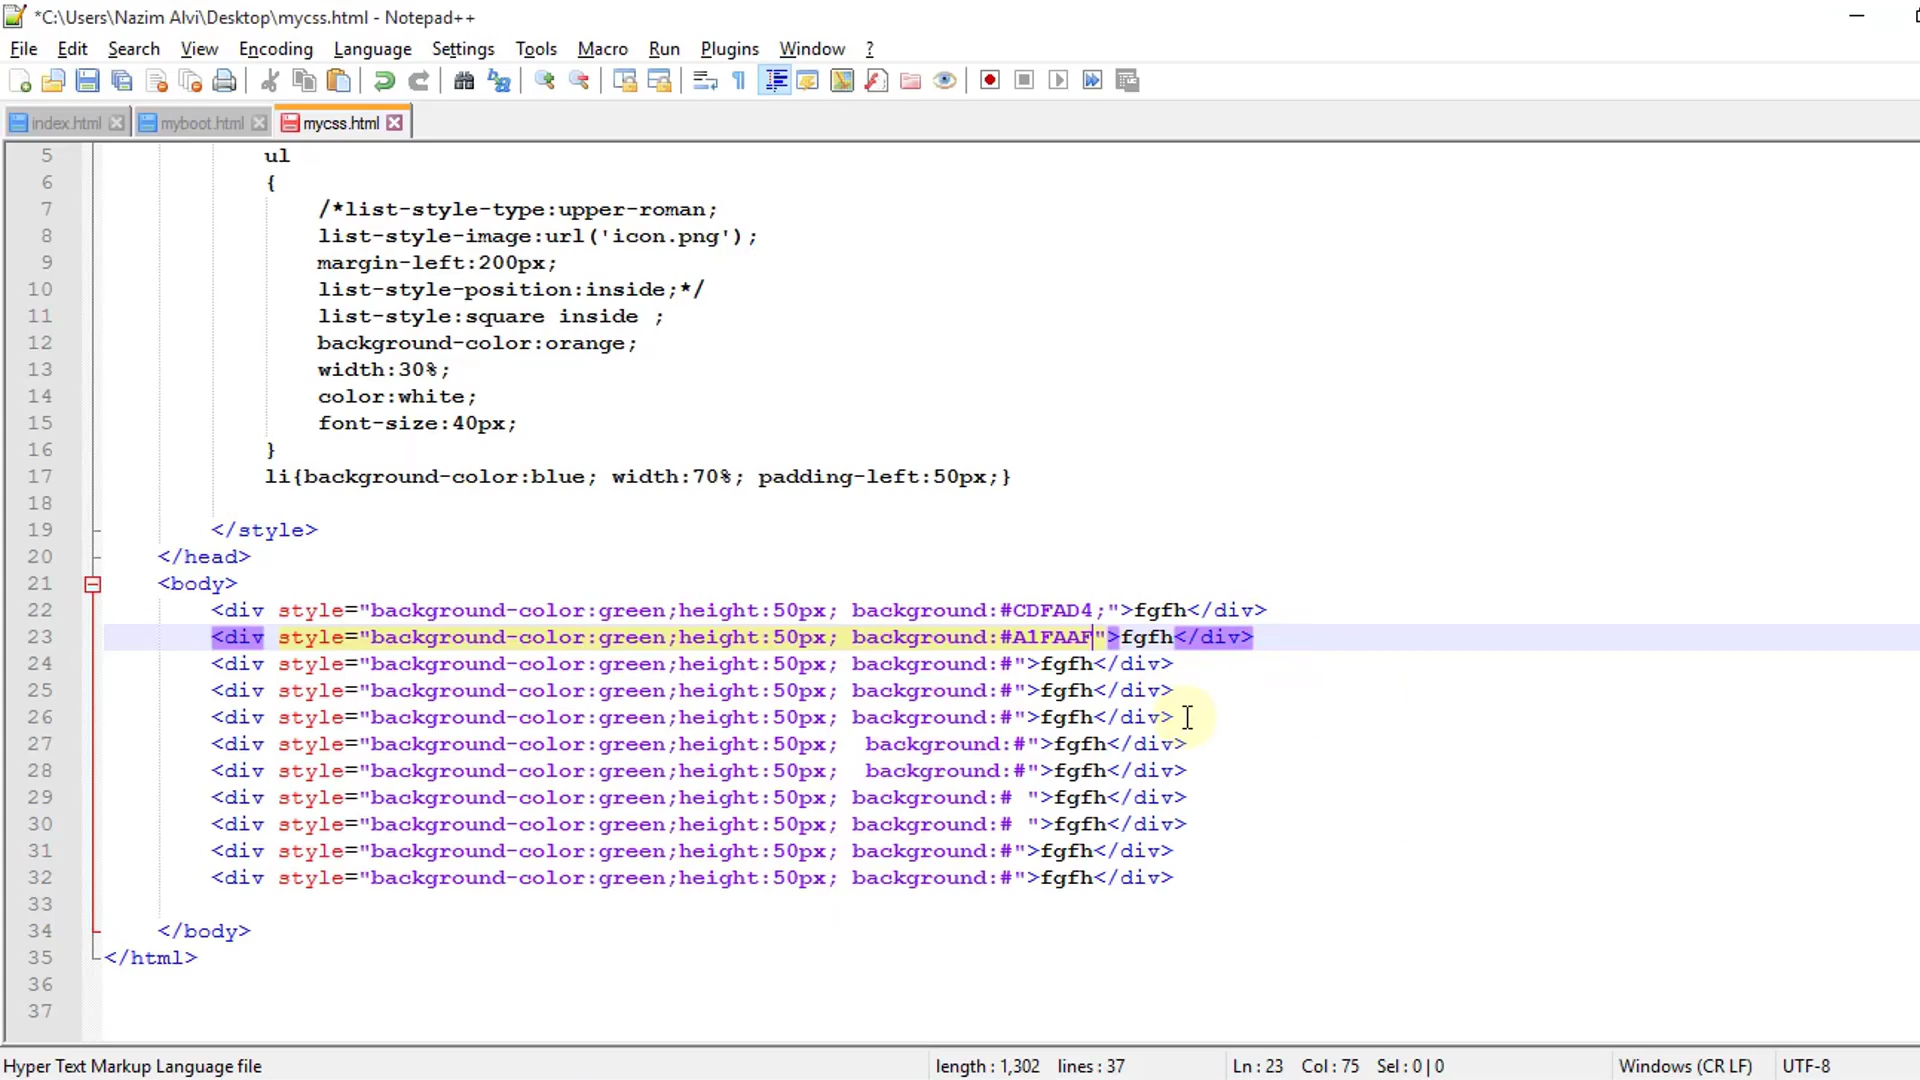 *C:\Users\Nazim Alvi\Desktop\mycss.html - Notepad++
File Edit Search View Encoding Language Settings Tools Macro Run Plugins Window ?
index.html myboot.html mycss.html
5 ul
6 {
7 /*list-style-type:upper-roman;
8 list-style-image:url('icon.png');
9 margin-left:200px;
10 list-style-position:inside;*/
11 list-style:square inside ;
12 background-color:orange;
13 width:30%;
14 color:white;
15 font-size:40px;
16 }
17 li{background-color:blue; width:70%; padding-left:50px;}
18
19 </style>
20 </head>
21 <body>
22 <div style="background-color:green;height:50px; background:#CDFAD4;">fgfh</div>
23 <div style="background-color:green;height:50px; background:#A1FAAF">fgfh</div>
24 <div style="background-color:green;height:50px; background:#">fgfh</div>
25 <div style="background-color:green;height:50px; background:#">fgfh</div>
26 <div style="background-color:green;height:50px; background:#">fgfh</div>
27 <div style="background-color:green;height:50px;  background:#">fgfh</div>
28 <div style="background-color:green;height:50px;  background:#">fgfh</div>
29 <div style="background-color:green;height:50px; background:# ">fgfh</div>
30 <div style="background-color:green;height:50px; background:# ">fgfh</div>
31 <div style="background-color:green;height:50px; background:#">fgfh</div>
32 <div style="background-color:green;height:50px; background:#">fgfh</div>
33
34 </body>
35 </html>
36
37
Hyper Text Markup Language file length : 1,302 lines : 37 Ln : 23 Col : 75 Sel : 0 | 0 Windows (CR LF) UTF-8